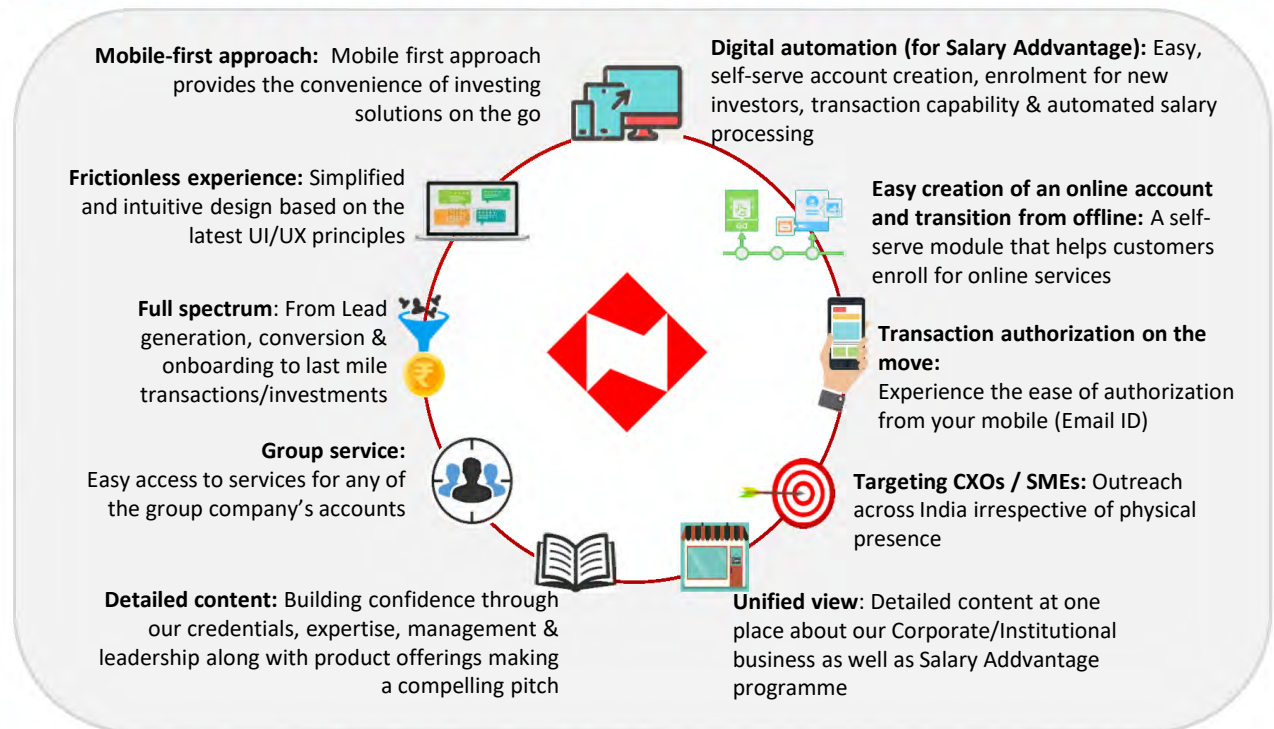 Mobile-first approach: Mobile first approach
provides the convenience of investing
solutions on the go
Digital automation (for Salary Addvantage): Easy,
self-serve account creation, enrolment for new
investors, transaction capability & automated salary
processing
Frictionless experience: Simplified
and intuitive design based on the
latest UI/UX principles
Easy creation of an online account
and transition from offline: A self-
serve module that helps customers
enroll for online services
GO
Full spectrum: From Lead
generation, conversion &
onboarding to last mile
transactions/investments
₹
Transaction authorization on the
move:
Experience the ease of authorization
from your mobile (Email ID)
Group service:
Easy access to services for any of
the group company’s accounts
Targeting CXOs / SMEs: Outreach
across India irrespective of physical
presence
Detailed content: Building confidence through
our credentials, expertise, management &
leadership along with product offerings making
a compelling pitch
Unified view: Detailed content at one
place about our Corporate/Institutional
business as well as Salary Addvantage
programme